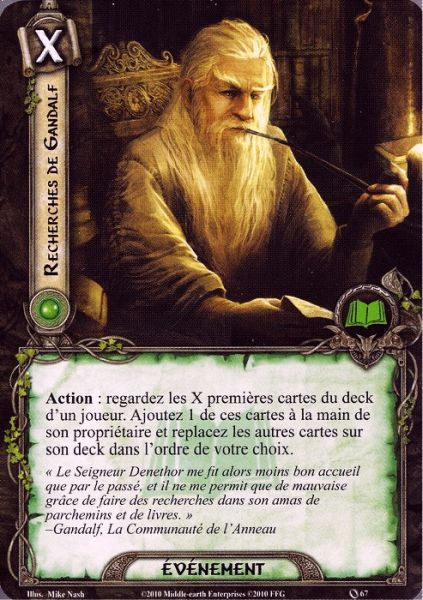 X
RECHERCHES DE GANDALF
Action : regardez les X premières cartes du deck
d'un joueur. Ajoutez 1 de ces cartes à la main de
son propriétaire et replacez les autres cartes sur
son deck dans l'ordre de votre choix.
« Le Seigneur Denethor me fit alors moins bon accueil
que par le passé, et il ne me permit que de mauvaise
grâce de faire des recherches dans son amas de
parchemins et de livres. »
–Gandalf, La Communauté de l'Anneau
ÉVÉNEMENT
Illus. Mike Nash
©2010 Middle-earth Enterprises ©2010 FFG
67